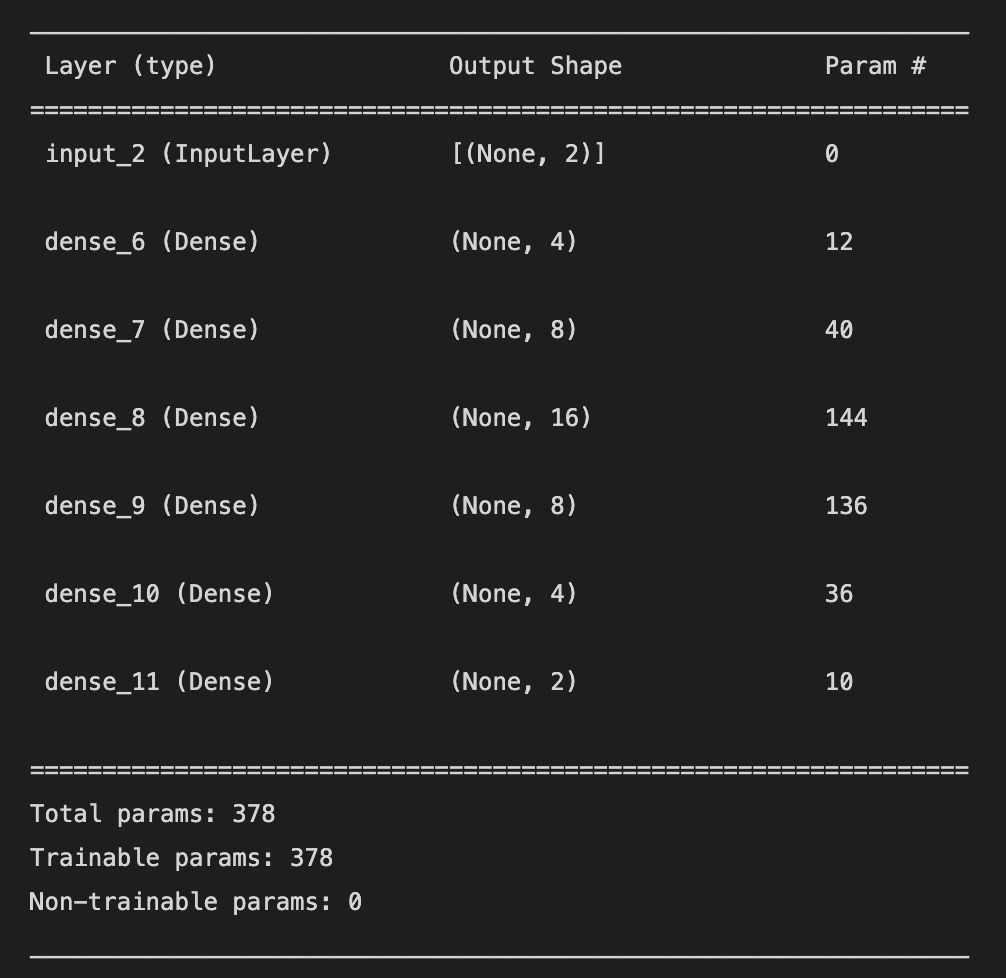 Layer (type) Output Shape Param #
=================================================================
input_2 (InputLayer) [(None, 2)] 0
dense_6 (Dense) (None, 4) 12
dense_7 (Dense) (None, 8) 40
dense_8 (Dense) (None, 16) 144
dense_9 (Dense) (None, 8) 136
dense_10 (Dense) (None, 4) 36
dense_11 (Dense) (None, 2) 10
=================================================================
Total params: 378
Trainable params: 378
Non-trainable params: 0